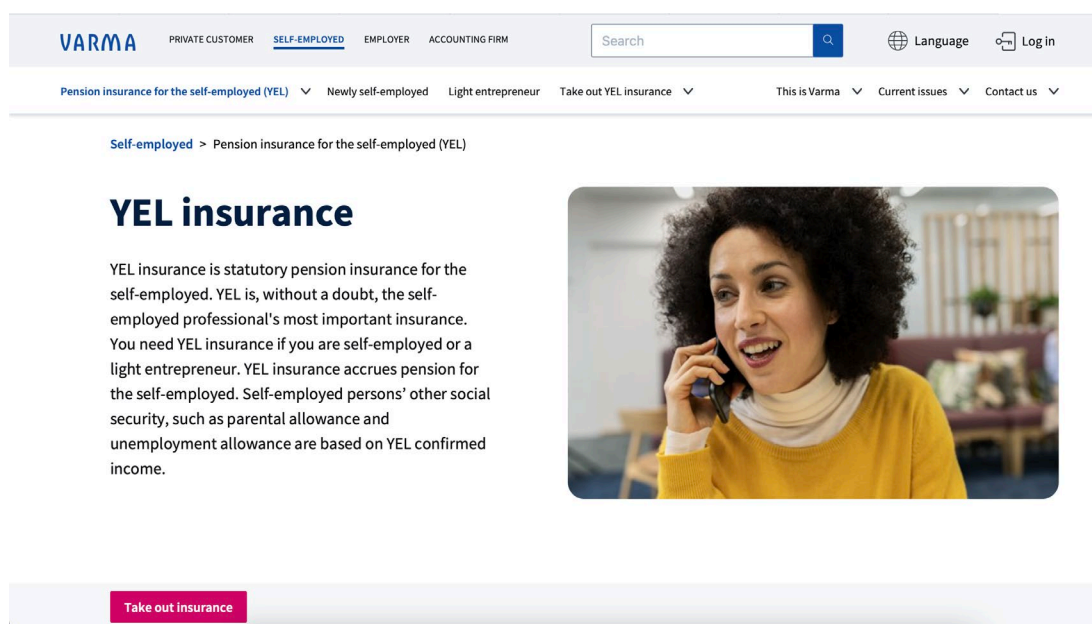 VARMA
PRIVATE CUSTOMER SELF-EMPLOYED EMPLOYER ACCOUNTING FIRM
Search
Language
Log in
Pension insurance for the self-employed (YEL) Newly self-employed Light entrepreneur Take out YEL insurance This is Varma Current issues Contact us
Self-employed > Pension insurance for the self-employed (YEL)
YEL insurance
YEL insurance is statutory pension insurance for the
self-employed. YEL is, without a doubt, the self-
employed professional's most important insurance.
You need YEL insurance if you are self-employed or a
light entrepreneur. YEL insurance accrues pension for
the self-employed. Self-employed persons’ other social
security, such as parental allowance and
unemployment allowance are based on YEL confirmed
income.
Take out insurance